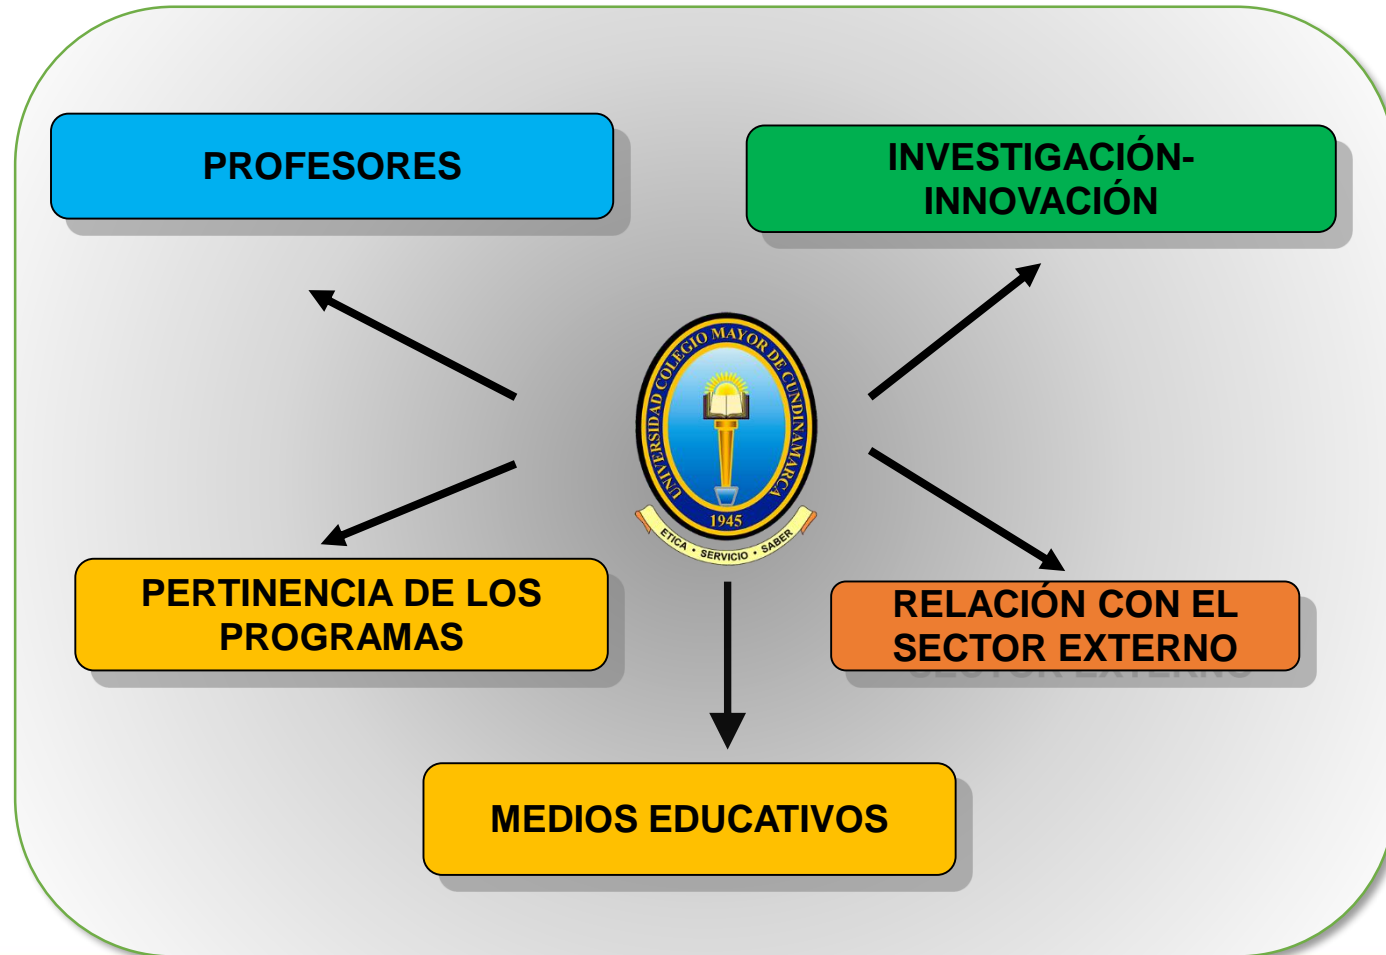 PROFESORES
INVESTIGACIÓN-
INNOVACIÓN
UNIVERSIDAD COLEGIO MAYOR DE CUNDINAMARCA
1945
ETICA • SERVICIO • SABER
PERTINENCIA DE LOS
PROGRAMAS
RELACIÓN CON EL
SECTOR EXTERNO
MEDIOS EDUCATIVOS